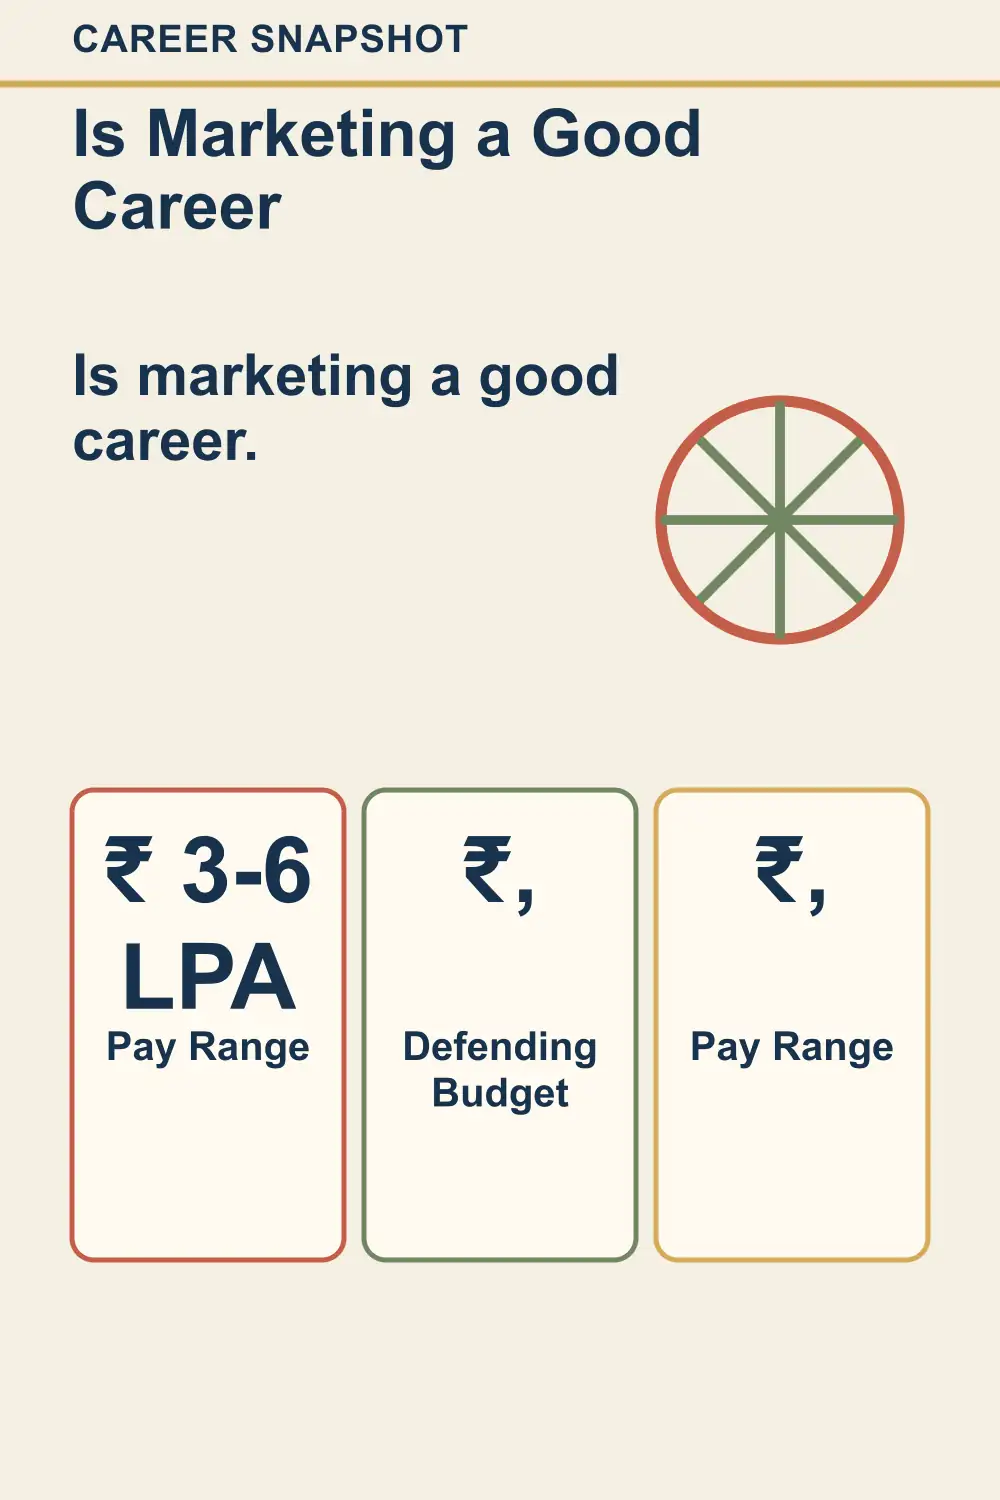 CAREER SNAPSHOT
Is Marketing a Good
Career
Is marketing a good
career.
₹ 3-6
LPA
Pay Range
₹,
Defending
Budget
₹,
Pay Range